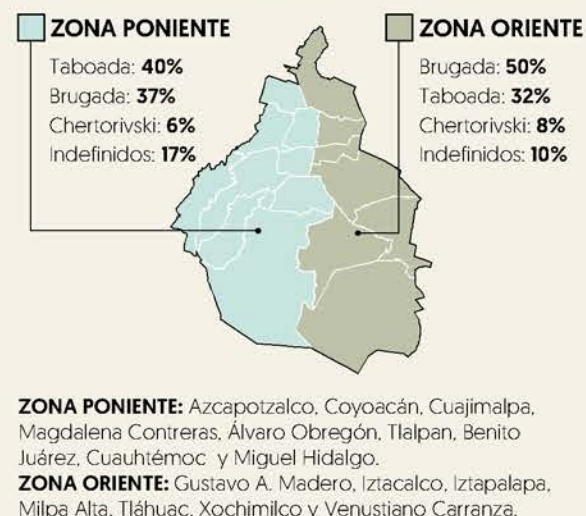 ZONA PONIENTE
Taboada: 40%
Brugada: 37%
Chertorivski: 6%
Indefinidos: 17%
ZONA ORIENTE
Brugada: 50%
Taboada: 32%
Chertorivski: 8%
Indefinidos: 10%
ZONA PONIENTE: Azcapotzalco, Coyoacán, Cuajimalpa,
Magdalena Contreras, Álvaro Obregón, Tlalpan, Benito
Juárez, Cuauhtémoc y Miguel Hidalgo.
ZONA ORIENTE: Gustavo A. Madero, Iztacalco, Iztapalapa,
Milpa Alta, Tláhuac, Xochimilco y Venustiano Carranza.